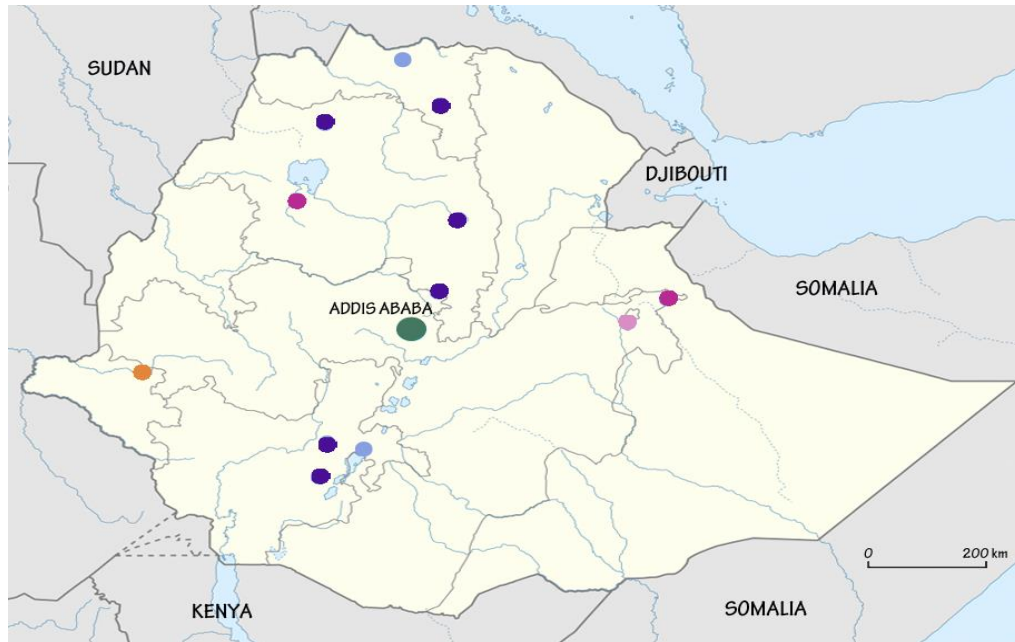 SUDAN
DJIBOUTI
SOMALIA
ADDIS ABABA
0 200 km
KENYA
SOMALIA